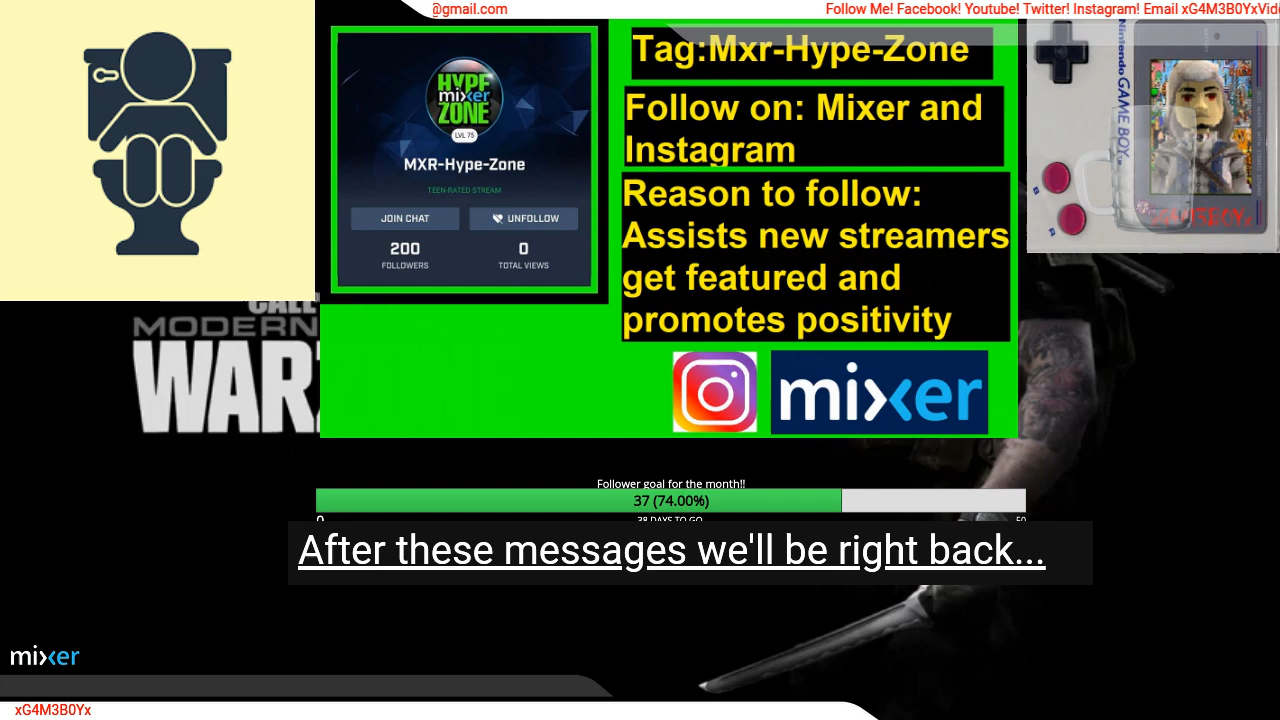 @gmail.com
Follow Me! Facebook! Youtube! Twitter! Instagram! Email xG4M3B0YxVid
Tag:Mxr-Hype-Zone
Follow on: Mixer and
Instagram
Reason to follow:
Assists new streamers
get featured and
promotes positivity
HYPE
mixer
ZONE
LVL 75
MXR-Hype-Zone
TEEN-RATED STREAM
JOIN CHAT
UNFOLLOW
200
0
FOLLOWERS
TOTAL VIEWS
mixer
Nintendo GAME BOY
CALL
MODERN
WARZ
Follower goal for the month!!
37 (74.00%)
0
38 DAYS TO GO
50
After these messages we'll be right back...
mixer
xG4M3B0Yx